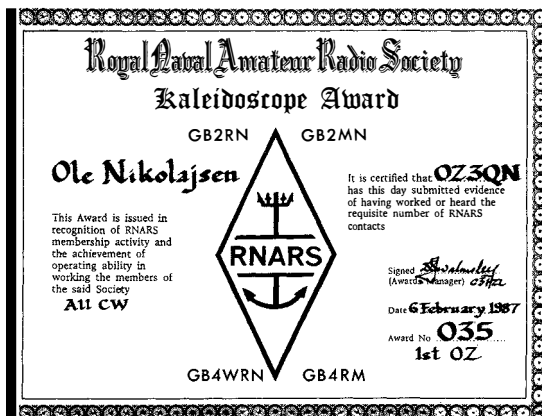 Royal Naval Amateur Radio Society
Kaleidoscope Award
GB2RN GB2MN
Ole Nikolajsen
This Award is issued in
recognition of RNARS
membership activity and
the achievement of
operating ability in
working the members of
the said Society
All CW
RNARS
It is certified that OZ3QN
has this day submitted evidence
of having worked or heard the
requisite number of RNARS
contacts
Signed
(Awards Manager)
Date 6 February 1987
Award No 035
1st OZ
GB4WRN GB4RM